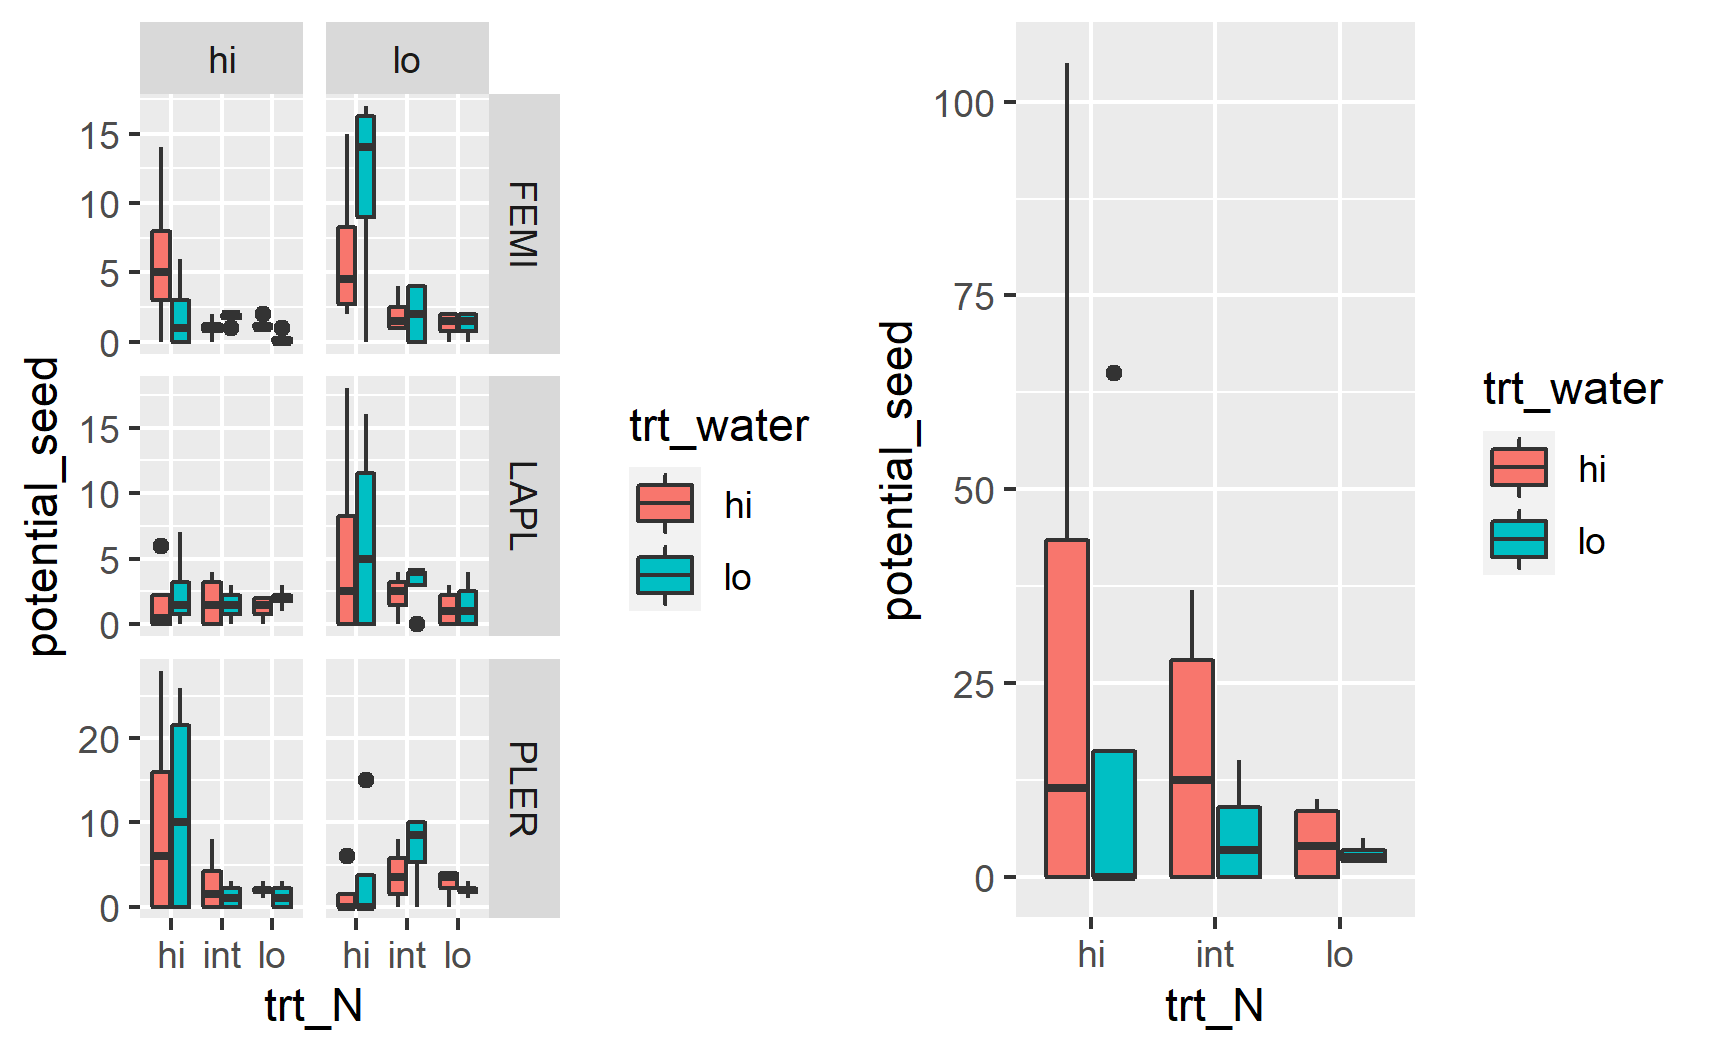 hi lo
15
10
5
0
FEMI
15
10
5
0
LAPL
20
10
0
PLER
hi int lo hi int lo
trt_N
potential_seed
trt_water
hi
lo
100
75
50
25
0
hi int lo
trt_N
potential_seed
trt_water
hi
lo